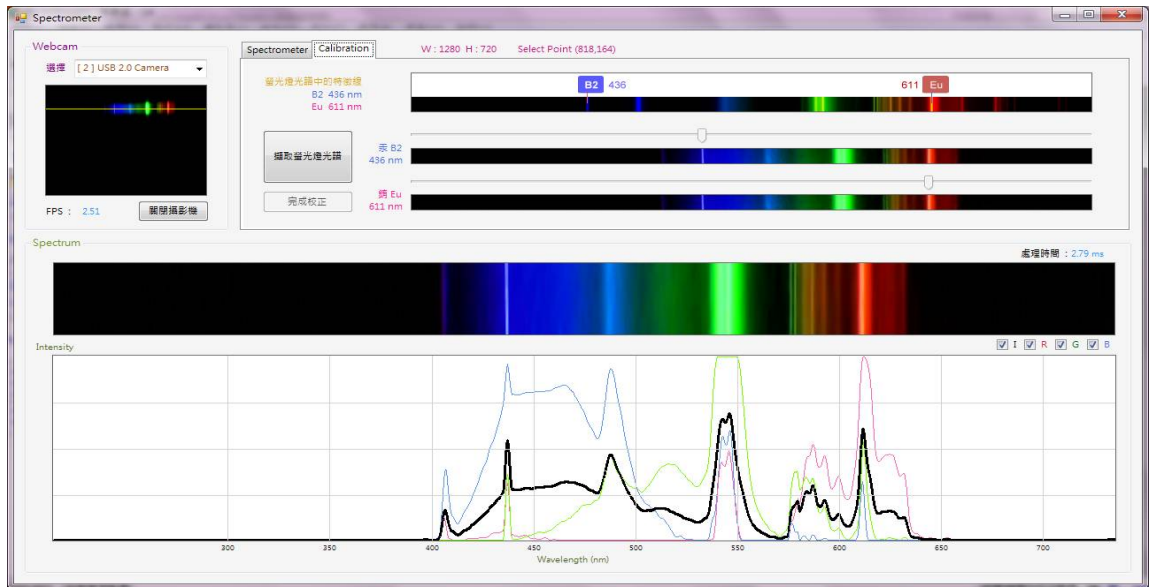 Spectrometer
Webcam
選擇 [ 2 ] USB 2.0 Camera
FPS : 2.51 關閉攝影機
Spectrometer Calibration W : 1280 H : 720 Select Point (818,164)
螢光燈光譜中的特徵線
B2 436 nm
Eu 611 nm
B2 436 611 Eu
擷取螢光燈光譜
汞 B2
436 nm
完成校正
銪 Eu
611 nm
Spectrum
處理時間 : 2.79 ms
Intensity I R G B
300 350 400 450 500 550 600 650 700
Wavelength (nm)